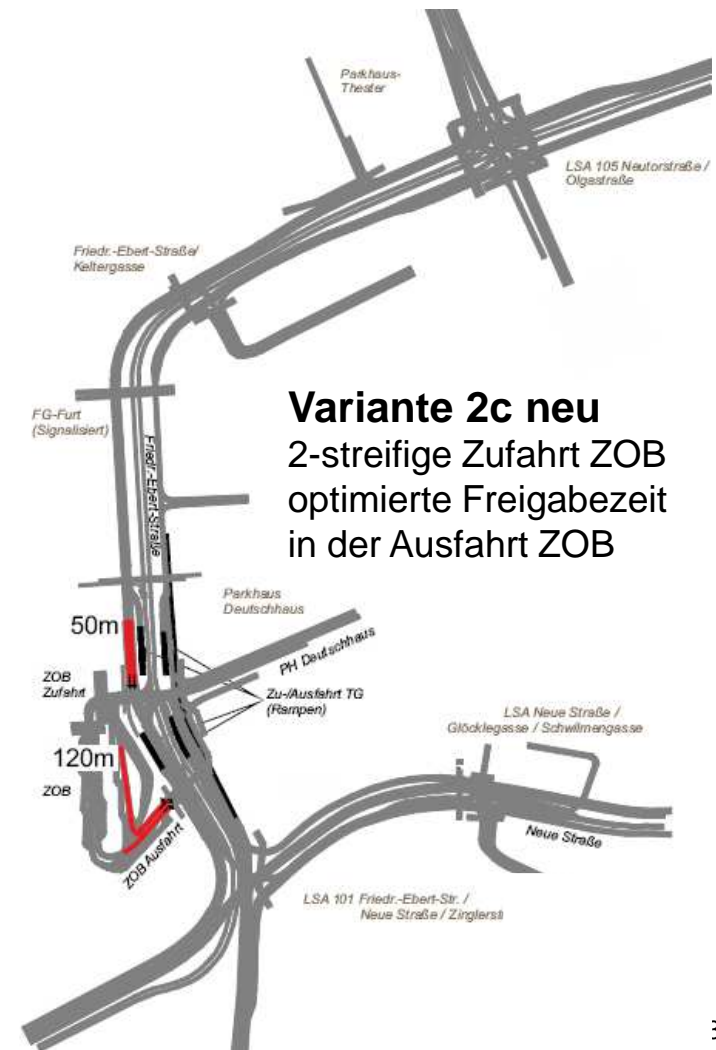 Parkhaus-
Theater
LSA 105 Neutorstraße /
Olgastraße
Friedr.-Ebert-Straße/
Keltergasse
FG-Furt
(Signalisiert)
Friedr.-Ebert-Straße
Variante 2c neu
2-streifige Zufahrt ZOB
optimierte Freigabezeit
in der Ausfahrt ZOB
Parkhaus
Deutschhaus
50m
PH Deutschhaus
ZOB
Zufahrt
Zu-/Ausfahrt TG
(Rampen)
LSA Neue Straße /
Glöcklegasse / Schwilmengasse
120m
ZOB
Neue Straße
ZOB Ausfahrt
LSA 101 Friedr.-Ebert-Str. /
Neue Straße / Zinglerst